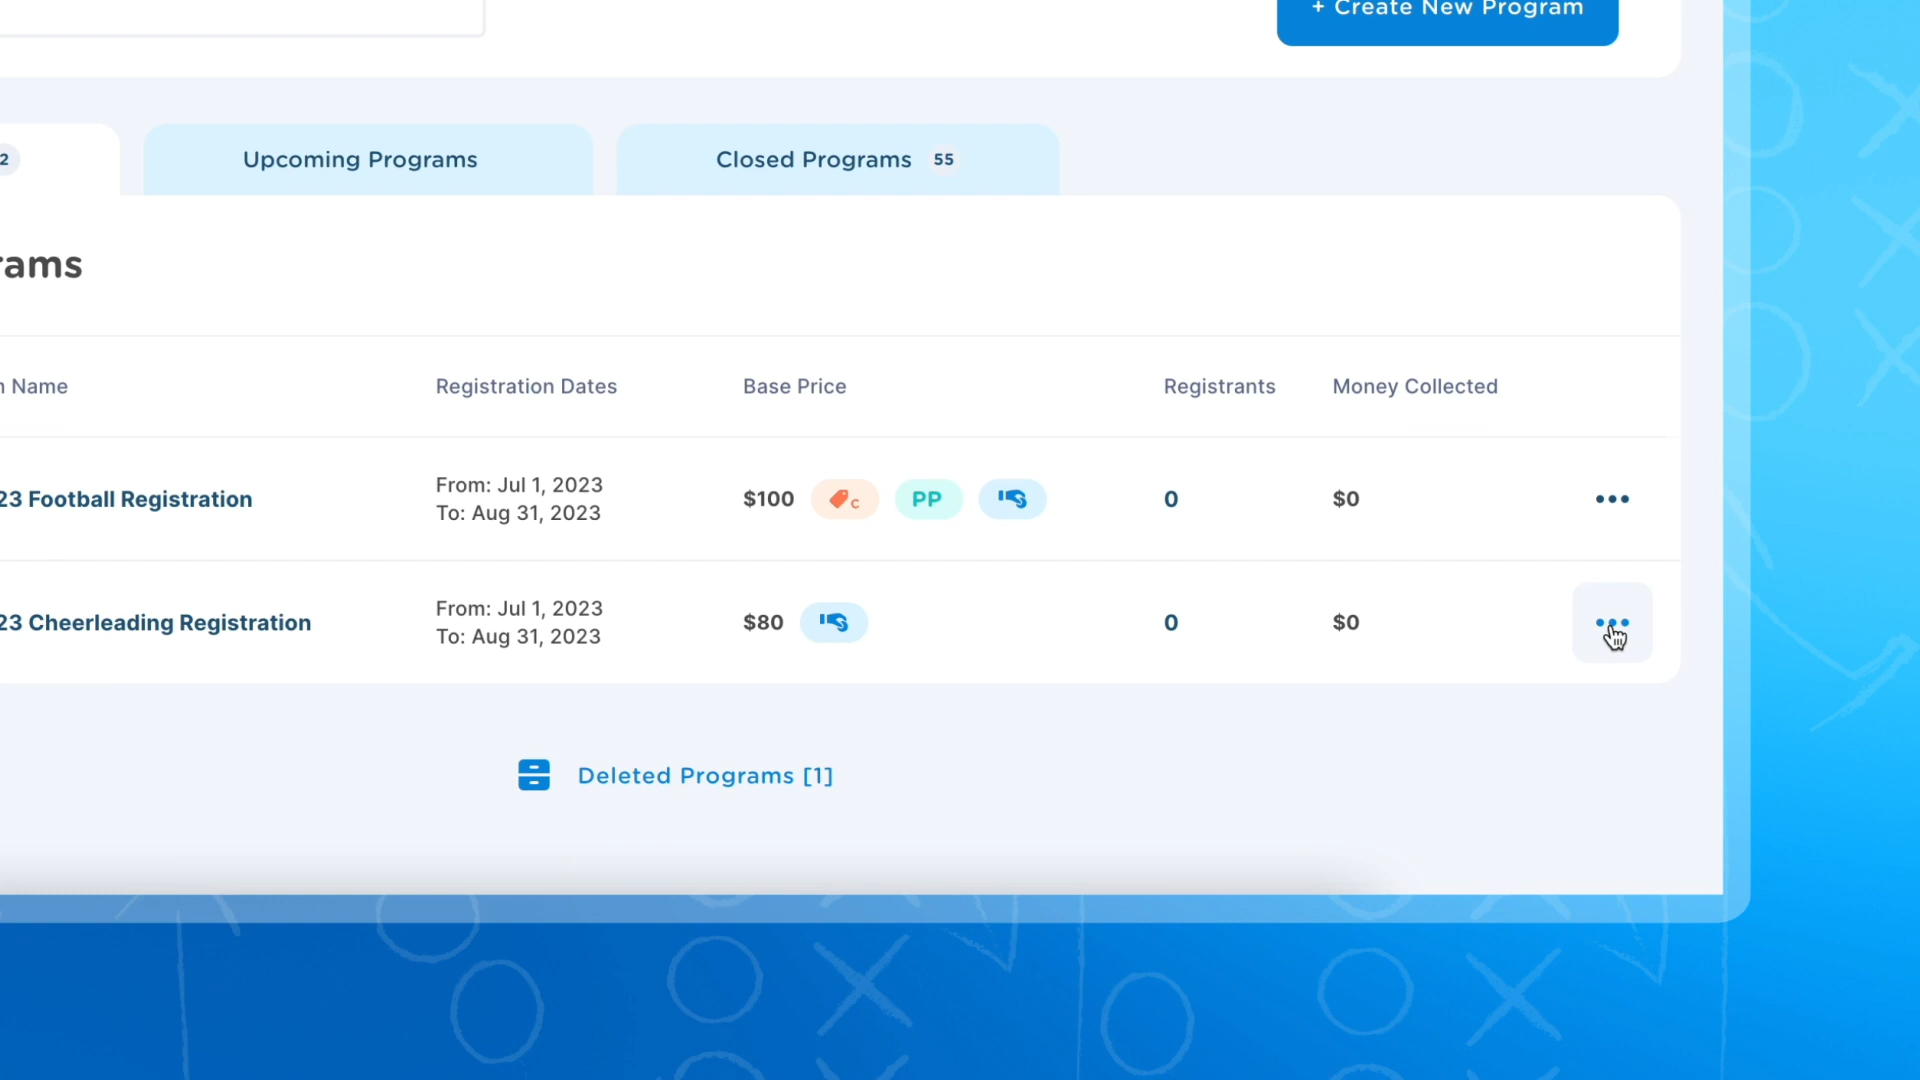 + Create New Program
2
Upcoming Programs
Closed Programs 55
rams
n Name
Registration Dates
Base Price
Registrants
Money Collected
23 Football Registration
From: Jul 1, 2023
To: Aug 31, 2023
$100
c
PP
0
$0
23 Cheerleading Registration
From: Jul 1, 2023
To: Aug 31, 2023
$80
0
$0
Deleted Programs [1]